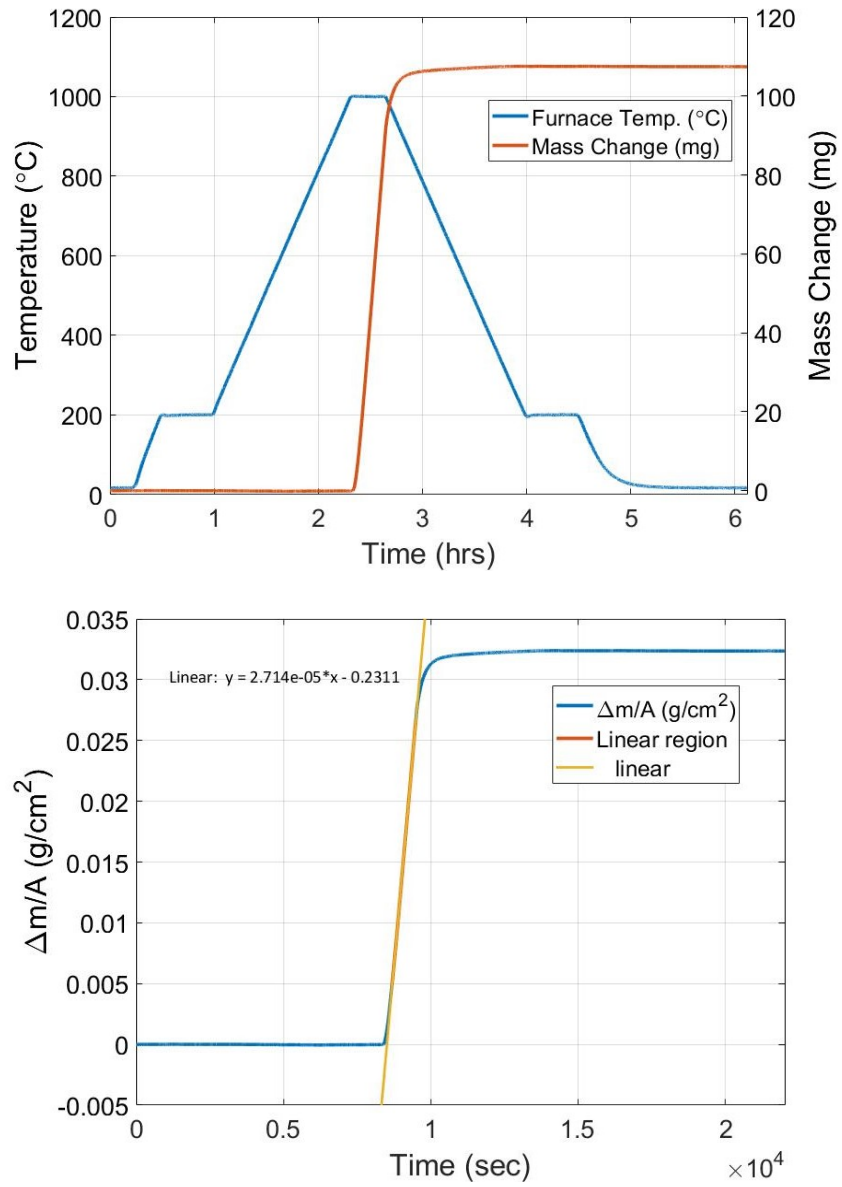 1200
1000
800
600
400
200
0
Temperature (°C)
120
100
80
60
40
20
0
Mass Change (mg)
Furnace Temp. (°C)
Mass Change (mg)
0 1 2 3 4 5 6
Time (hrs)
0.035
0.03
0.025
0.02
0.015
0.01
0.005
0
-0.005
Δm/A (g/cm²)
Linear: y = 2.714e-05*x - 0.2311
Δm/A (g/cm²)
Linear region
linear
0 0.5 1 1.5 2
×10⁴
Time (sec)